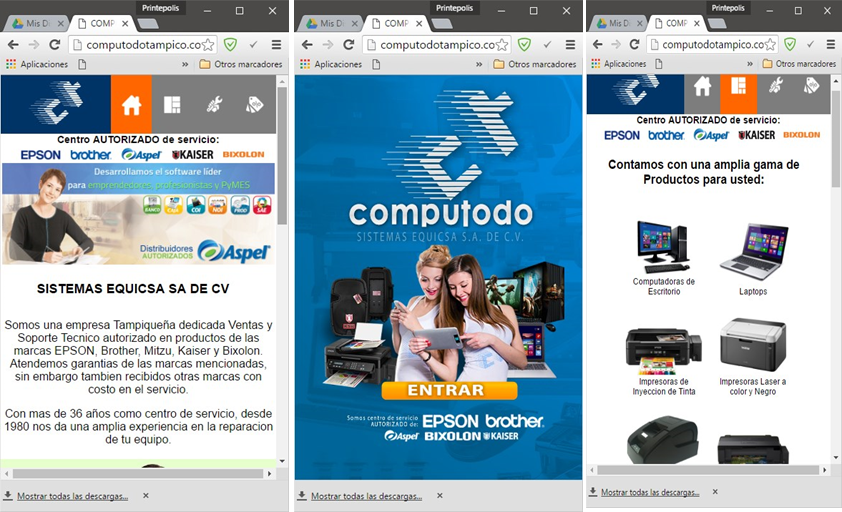 Printepolis
Mis Di
COMPU
computodotampico.co
Aplicaciones
»
Otros marcadores
CT
Centro AUTORIZADO de servicio:
EPSON brother Aspel KAISER BIXOLON
Desarrollamos el software líder
para emprendedores, profesionistas y PyMES
BANCO Caja COI NOI PROD SAE
Distribuidores
AUTORIZADOS
Aspel
SISTEMAS EQUICSA SA DE CV
Somos una empresa Tampiqueña dedicada Ventas y
Soporte Tecnico autorizado en productos de las
marcas EPSON, Brother, Mitzu, Kaiser y Bixolon.
Atendemos garantias de las marcas mencionadas,
sin embargo tambien recibidos otras marcas con
costo en el servicio.
Con mas de 36 años como centro de servicio, desde
1980 nos da una amplia experiencia en la reparacion
de tu equipo.
Mostrar todas las descargas...
Printepolis
Mis Di
COMPU
computodotampico.co
Aplicaciones
»
Otros marcadores
CT
computodo
SISTEMAS EQUICSA S.A. DE C.V.
ENTRAR
Somos centro de servicio
AUTORIZADO de:
EPSON brother
Aspel BIXOLON KAISER
Mostrar todas las descargas...
Printepolis
Mis Di
COMPU
computodotampico.co
Aplicaciones
»
Otros marcadores
CT
Centro AUTORIZADO de servicio:
EPSON brother Aspel KAISER BIXOLON
Contamos con una amplia gama de
Productos para usted:
Computadoras de
Escritorio
Laptops
Impresoras de
Inyeccion de Tinta
Impresoras Laser a
color y Negro
Mostrar todas las descargas...